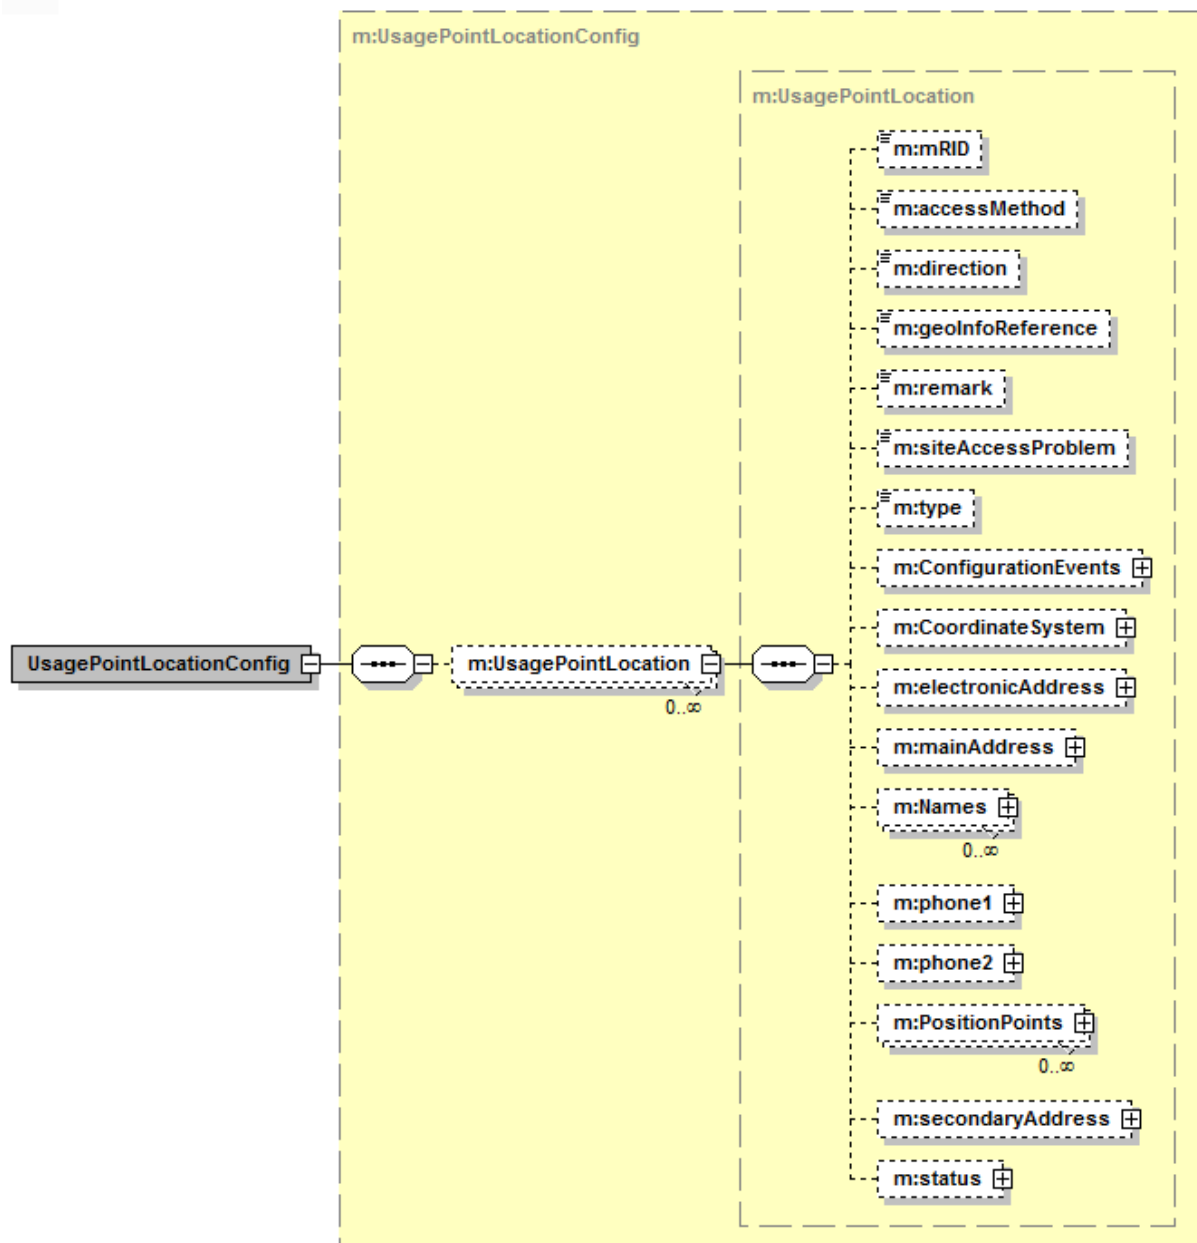 m:UsagePointLocationConfig
m:UsagePointLocation
m:mRID
m:accessMethod
m:direction
m:geoInfoReference
m:remark
m:siteAccessProblem
m:type
m:ConfigurationEvents
m:CoordinateSystem
UsagePointLocationConfig
m:UsagePointLocation
0..∞
m:electronicAddress
m:mainAddress
m:Names
0..∞
m:phone1
m:phone2
m:PositionPoints
0..∞
m:secondaryAddress
m:status